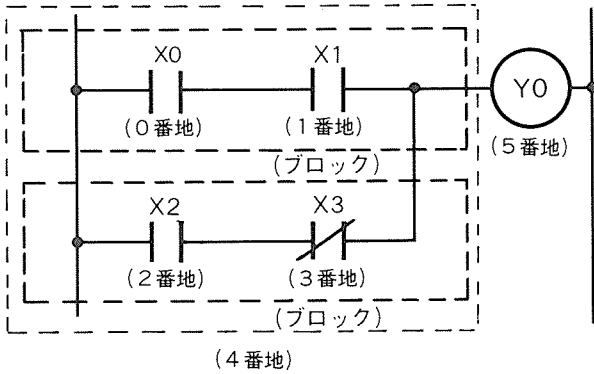 X0 X1 Y0
(0番地) (1番地) (5番地)
(ブロック)
X2 X3
(2番地) (3番地)
(ブロック)
(4番地)